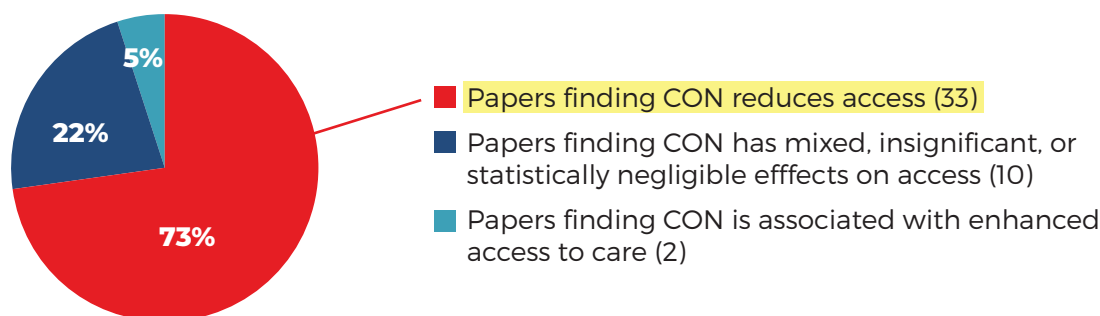 5%
22%
73%
Papers finding CON reduces access (33)
Papers finding CON has mixed, insignificant, or
statistically negligible efffects on access (10)
Papers finding CON is associated with enhanced
access to care (2)